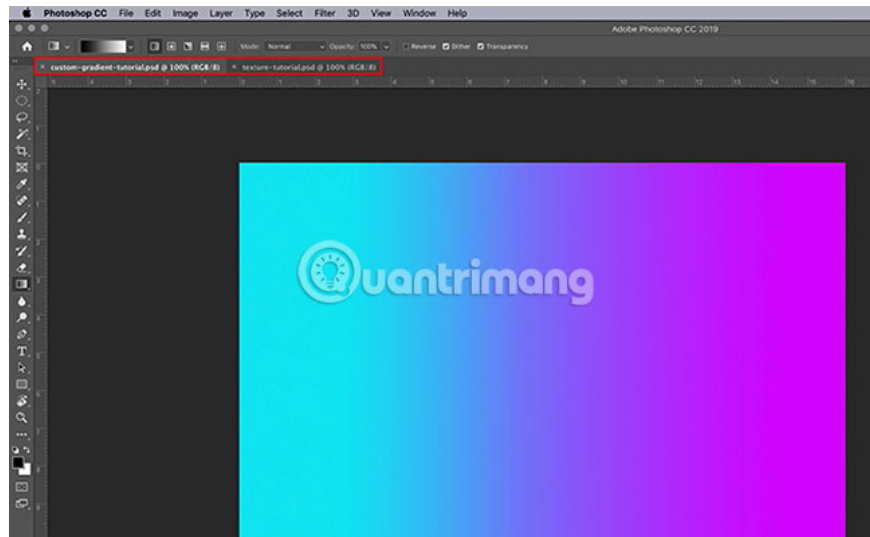 Photoshop CC File Edit Image Layer Type Select Filter 3D View Window Help
Adobe Photoshop CC 2019
Mode: Normal Opacity: 100% Reverse Dither Transparency
× custom-gradient-tutorial.psd @ 100% (RGB/8) × texture-tutorial.psd @ 100% (RGB/8)
Quantrimang